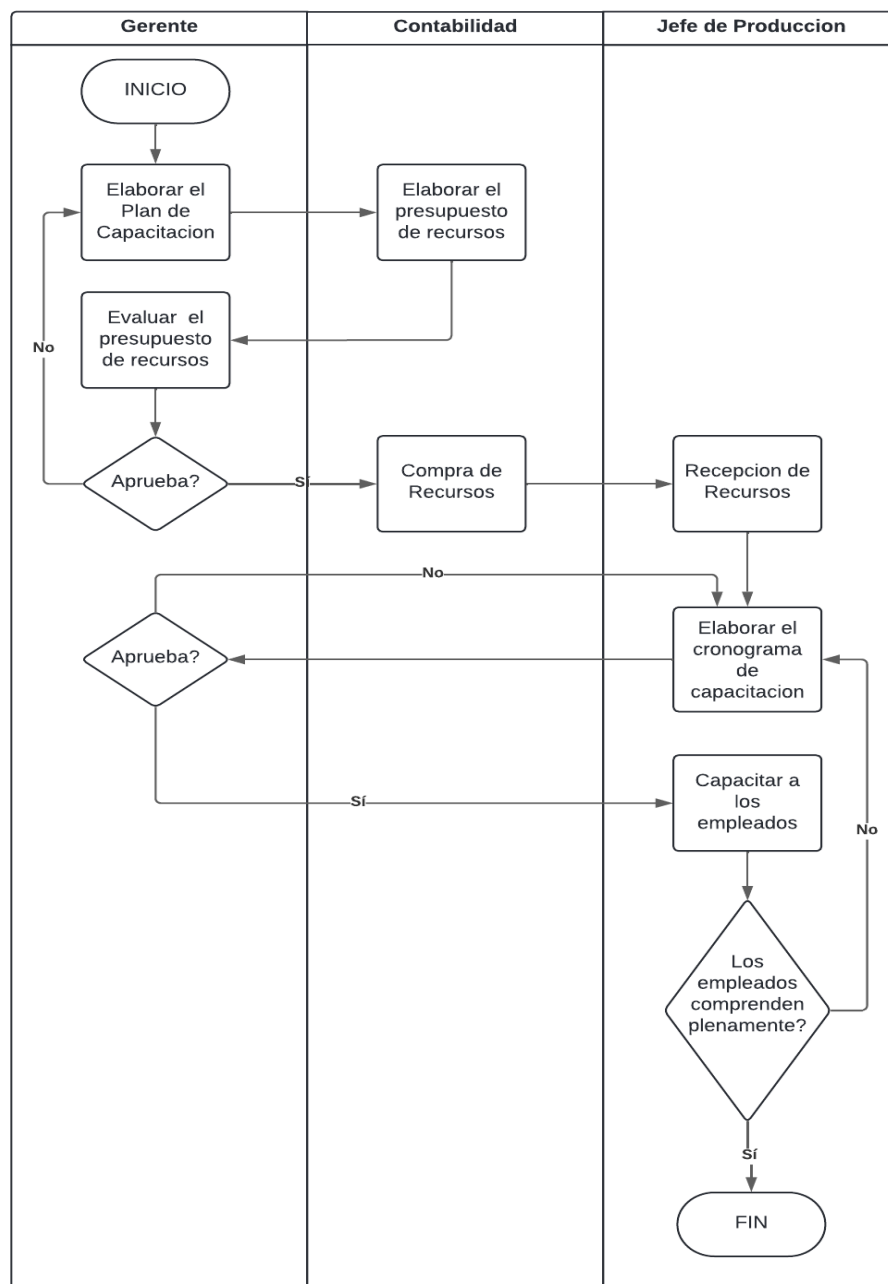 Gerente
Contabilidad
Jefe de Produccion
INICIO
Elaborar el
Plan de
Capacitacion
Elaborar el
presupuesto
de recursos
Evaluar  el
presupuesto
de recursos
No
Aprueba?
Sí
Compra de
Recursos
Recepcion de
Recursos
No
Aprueba?
Elaborar el
cronograma
de
capacitacion
Sí
Capacitar a
los
empleados
No
Los
empleados
comprenden
plenamente?
Sí
FIN